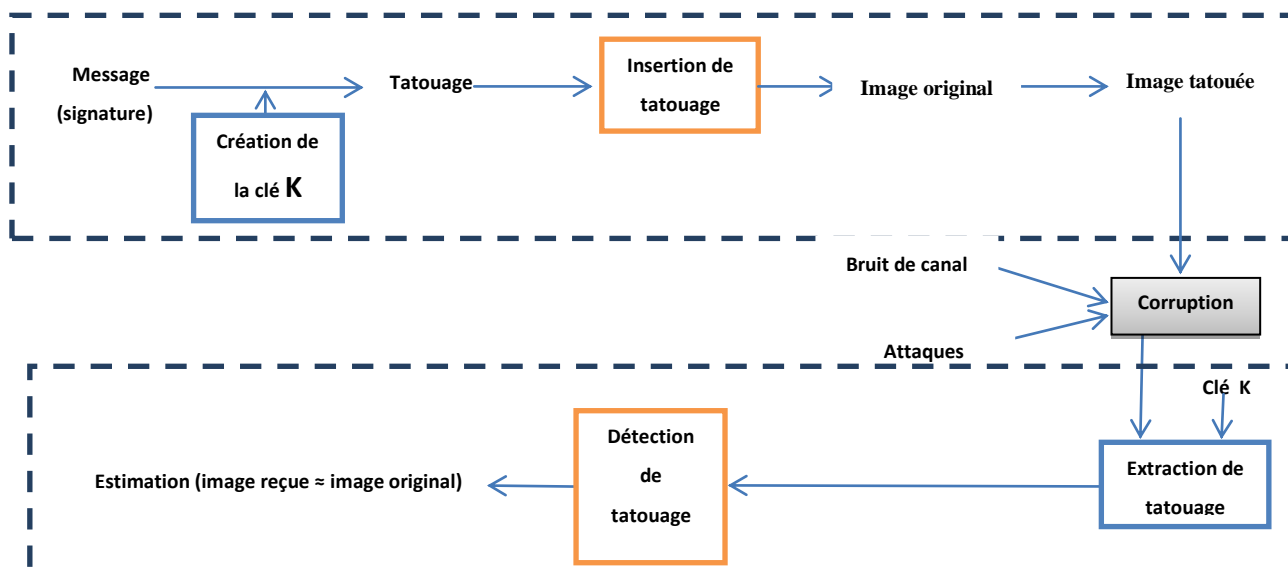 Message
(signature)
Tatouage
Insertion de
tatouage
Image original
Image tatouée
Création de
la clé K
Bruit de canal
Corruption
Attaques
Clé K
Détection
de
tatouage
Estimation (image reçue ≈ image original)
Extraction de
tatouage